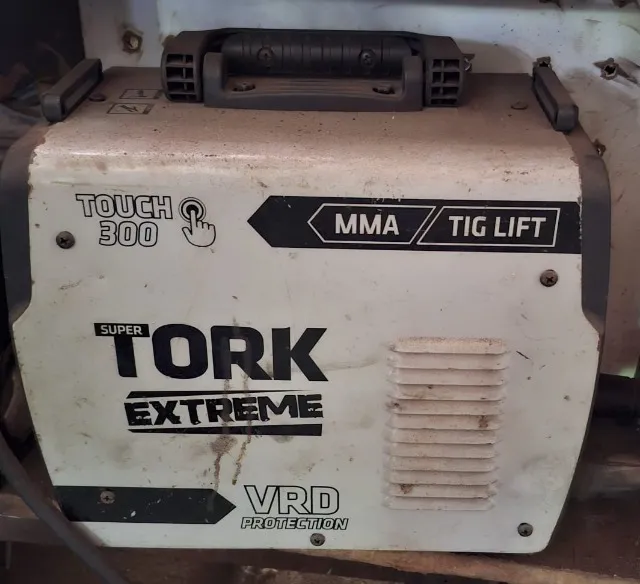 TOUCH
300
MMA
TIG LIFT
SUPER
TORK
EXTREME
VRD
PROTECTION